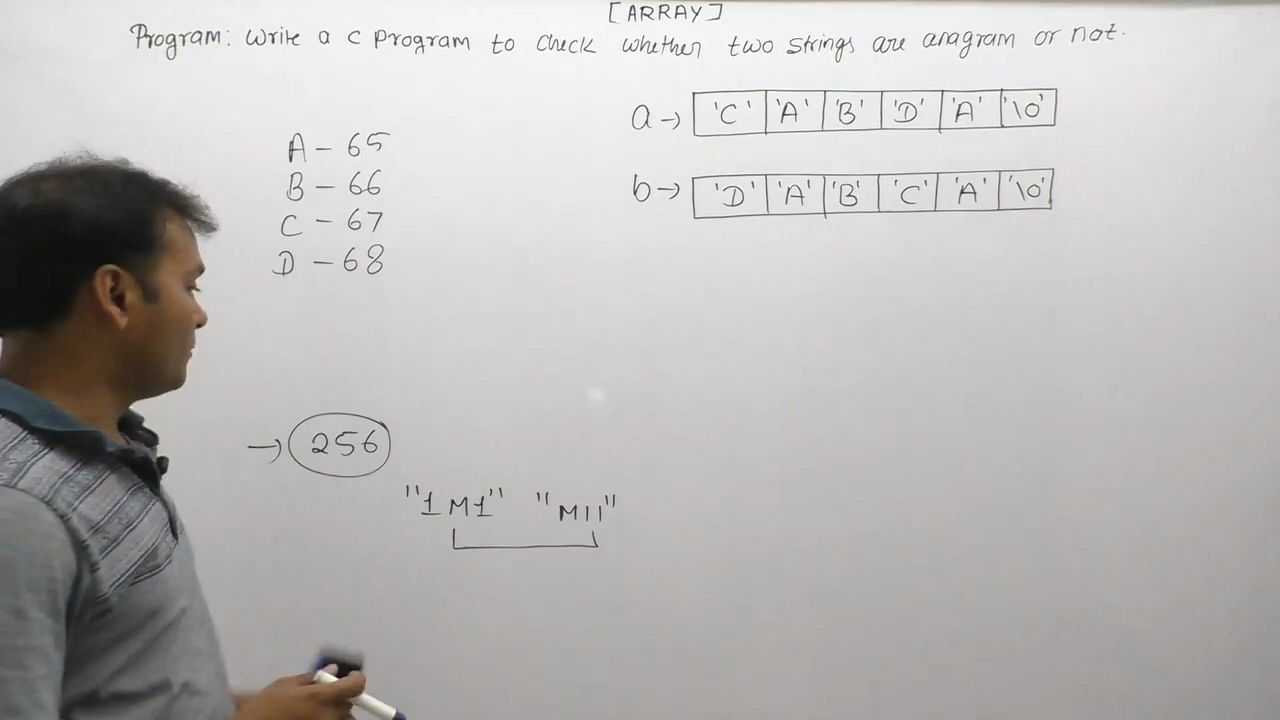 [ARRAY]
Program: Write a c program to check whether two strings are anagram or not.
a→ 'C' 'A' 'B' 'D' 'A' '\0'
b→ 'D' 'A' 'B' 'C' 'A' '\0'
A – 65
B – 66
C – 67
D – 68
→ 256
"1M1" "M11"